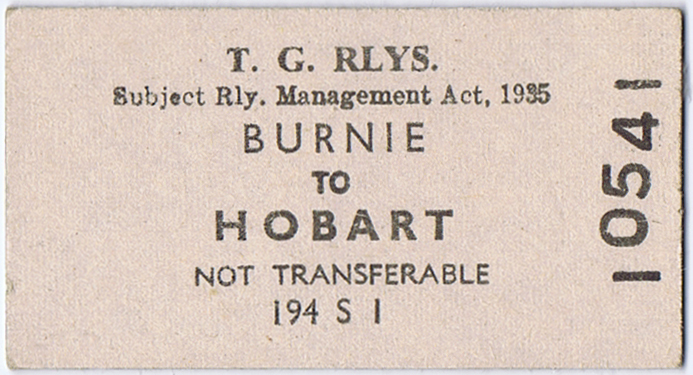 T. G. RLYS.
Subject Rly. Management Act, 1935
BURNIE
TO
HOBART
NOT TRANSFERABLE
194 S 1
10541